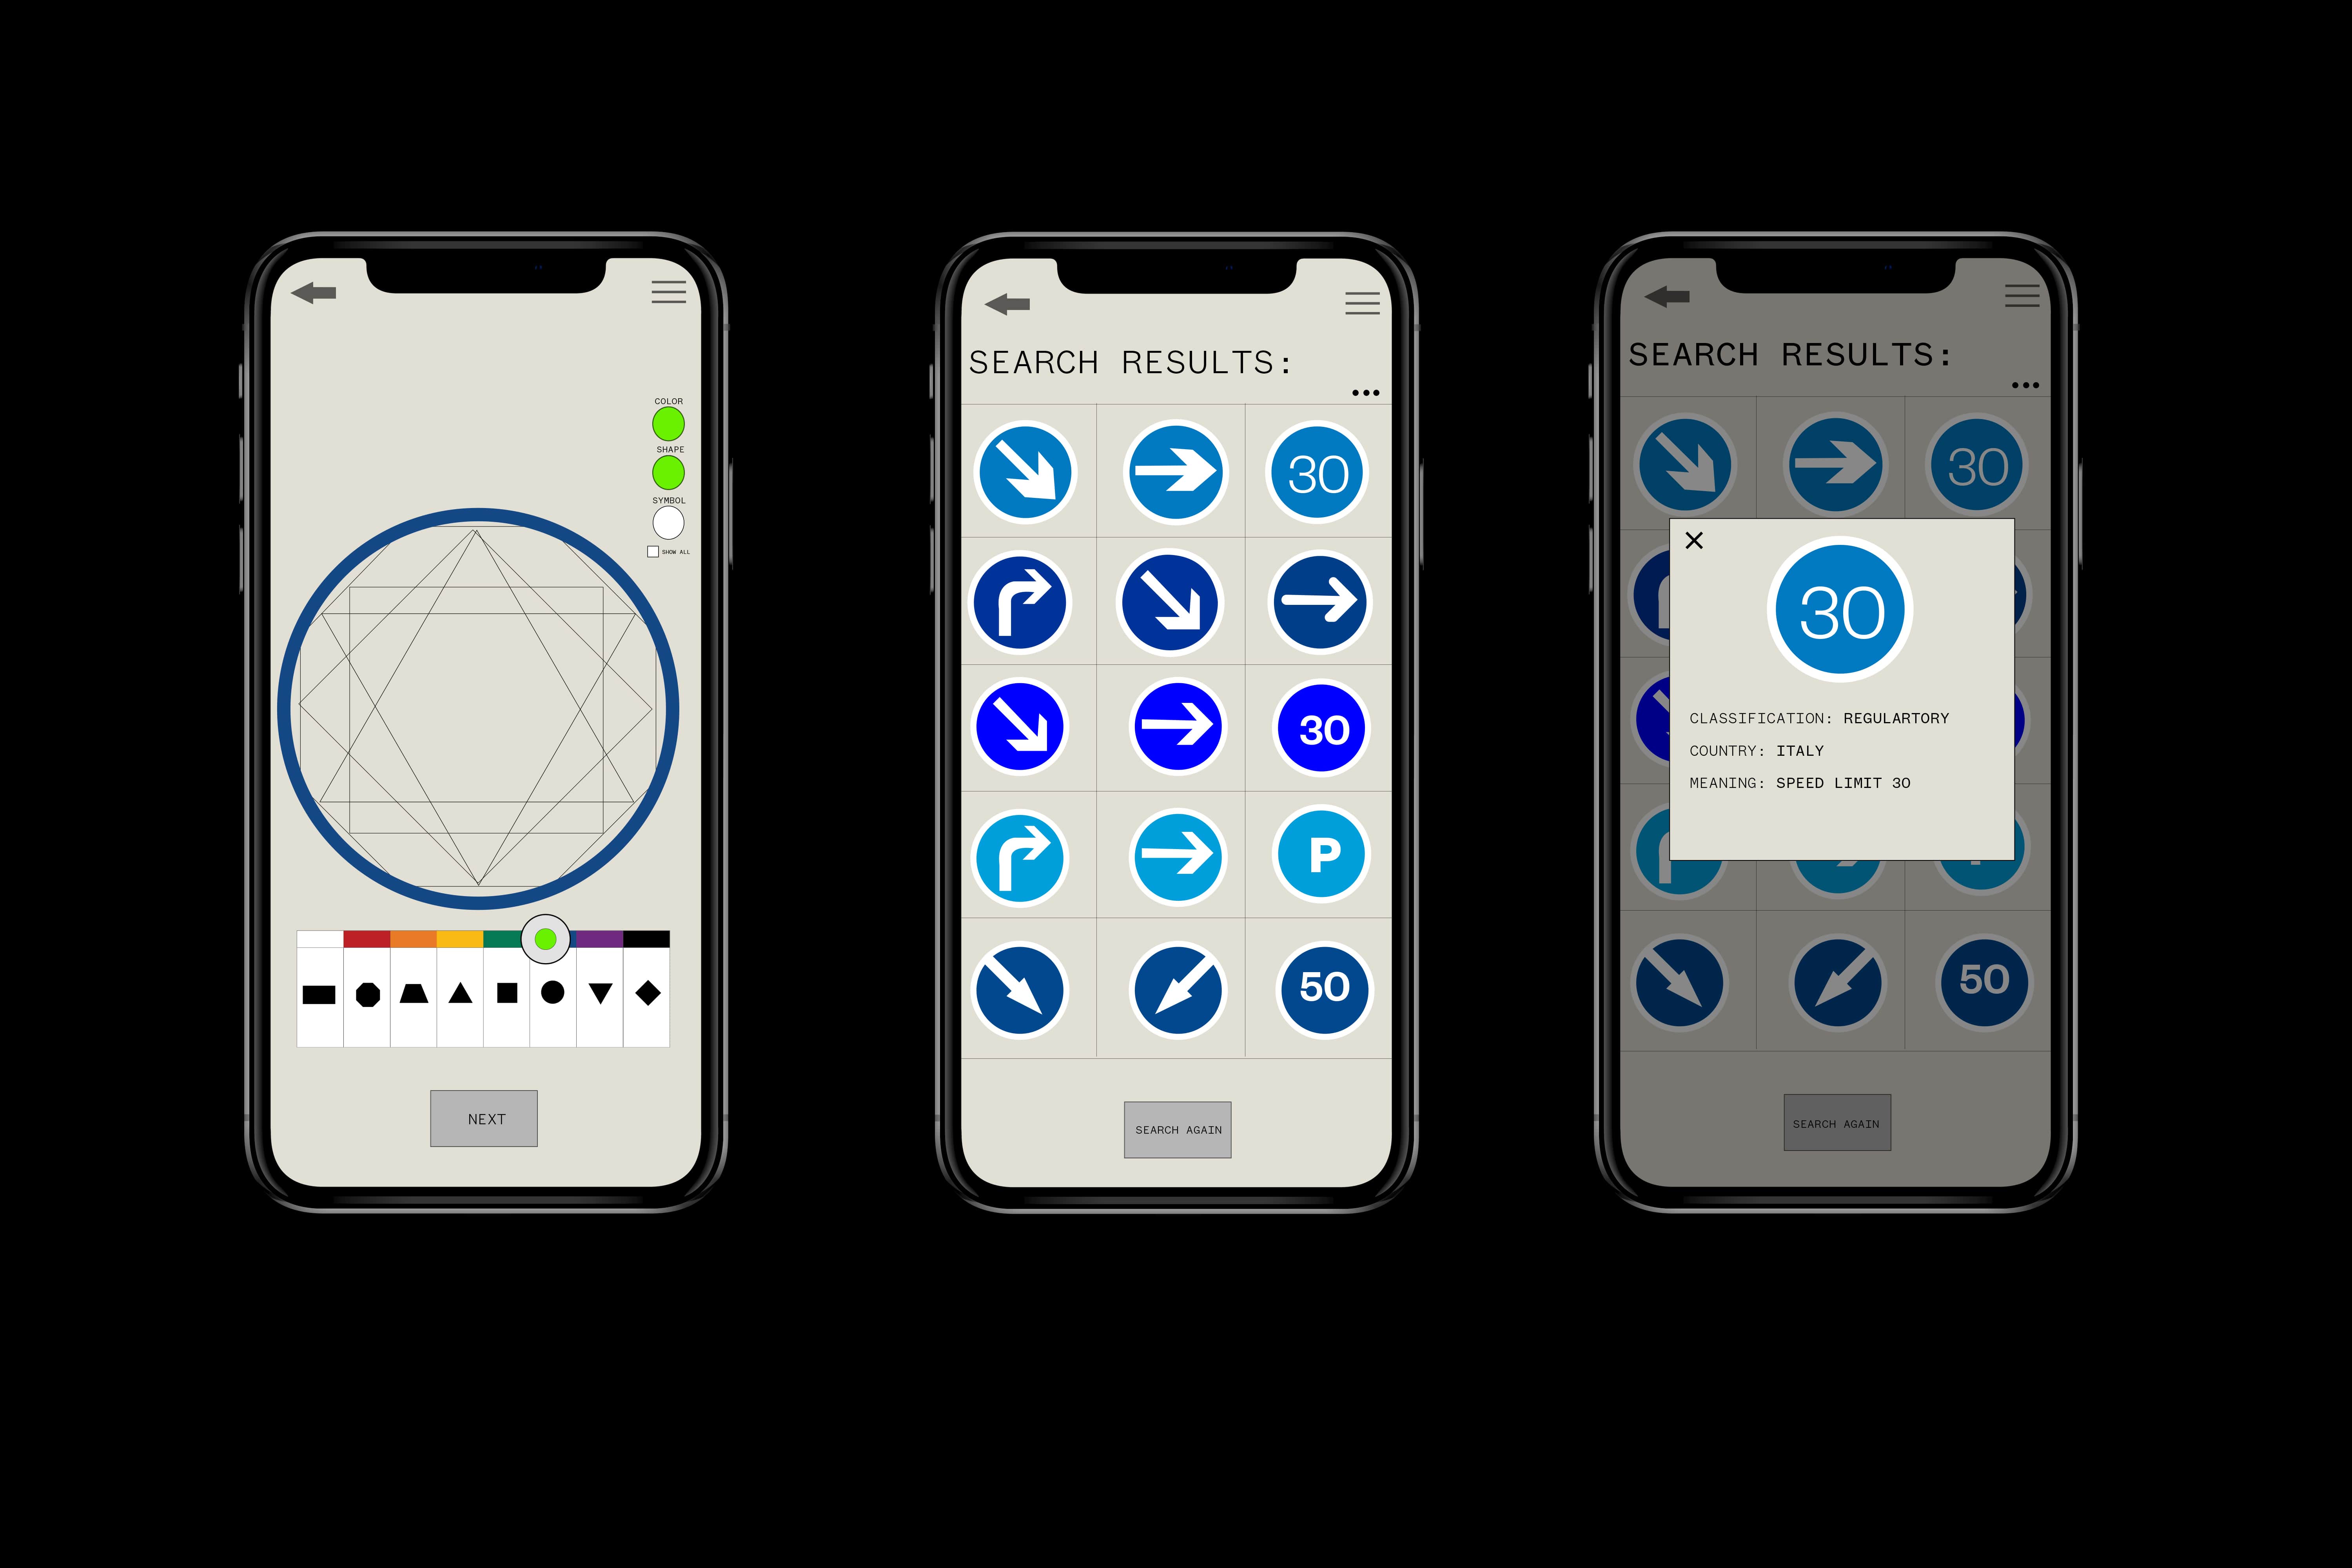 COLOR
SHAPE
SYMBOL
SHOW ALL
NEXT
SEARCH RESULTS:
30
30
P
50
SEARCH AGAIN
SEARCH RESULTS:
30
30
CLASSIFICATION: REGULARTORY
COUNTRY: ITALY
MEANING: SPEED LIMIT 30
50
SEARCH AGAIN